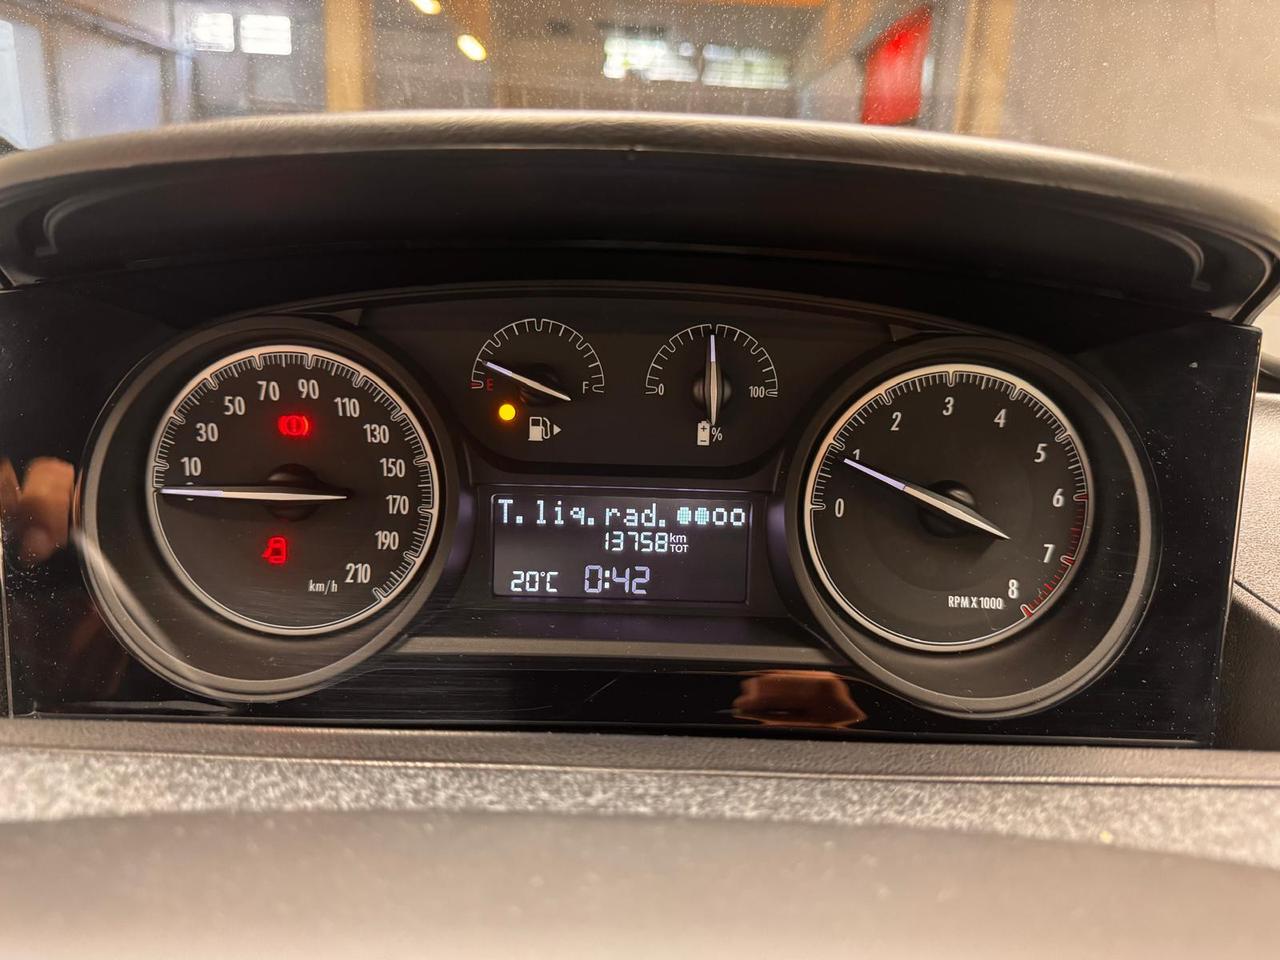 10 30 50 70 90 110 130 150 170 190 210
km/h
E F
0 100
%
T. liq. rad.
13758 km TOT
20°C 0:42
0 1 2 3 4 5 6 7 8
RPM X 1000